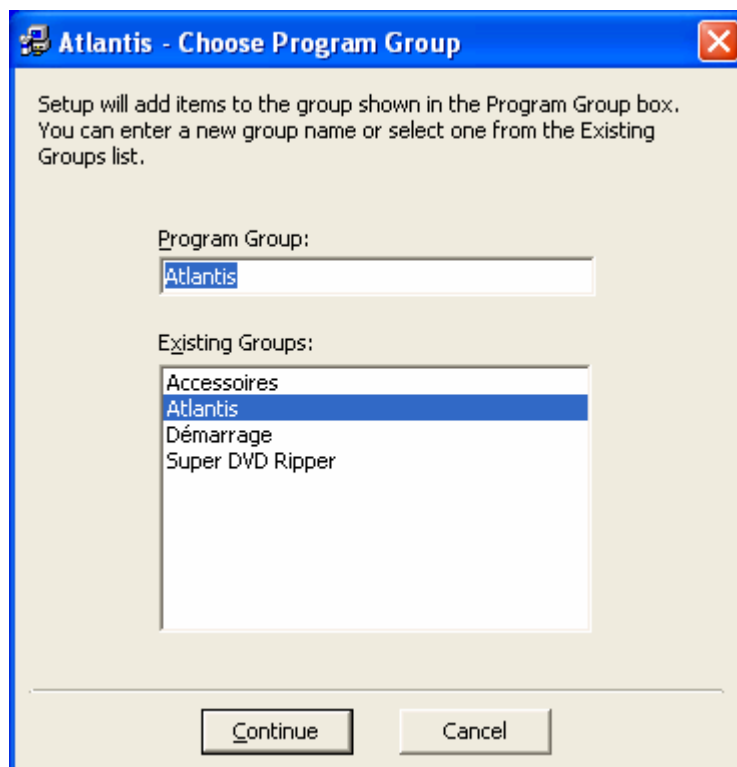 Atlantis - Choose Program Group
Setup will add items to the group shown in the Program Group box.
You can enter a new group name or select one from the Existing
Groups list.
Program Group:
Atlantis
Existing Groups:
Accessoires
Atlantis
Démarrage
Super DVD Ripper
Continue
Cancel